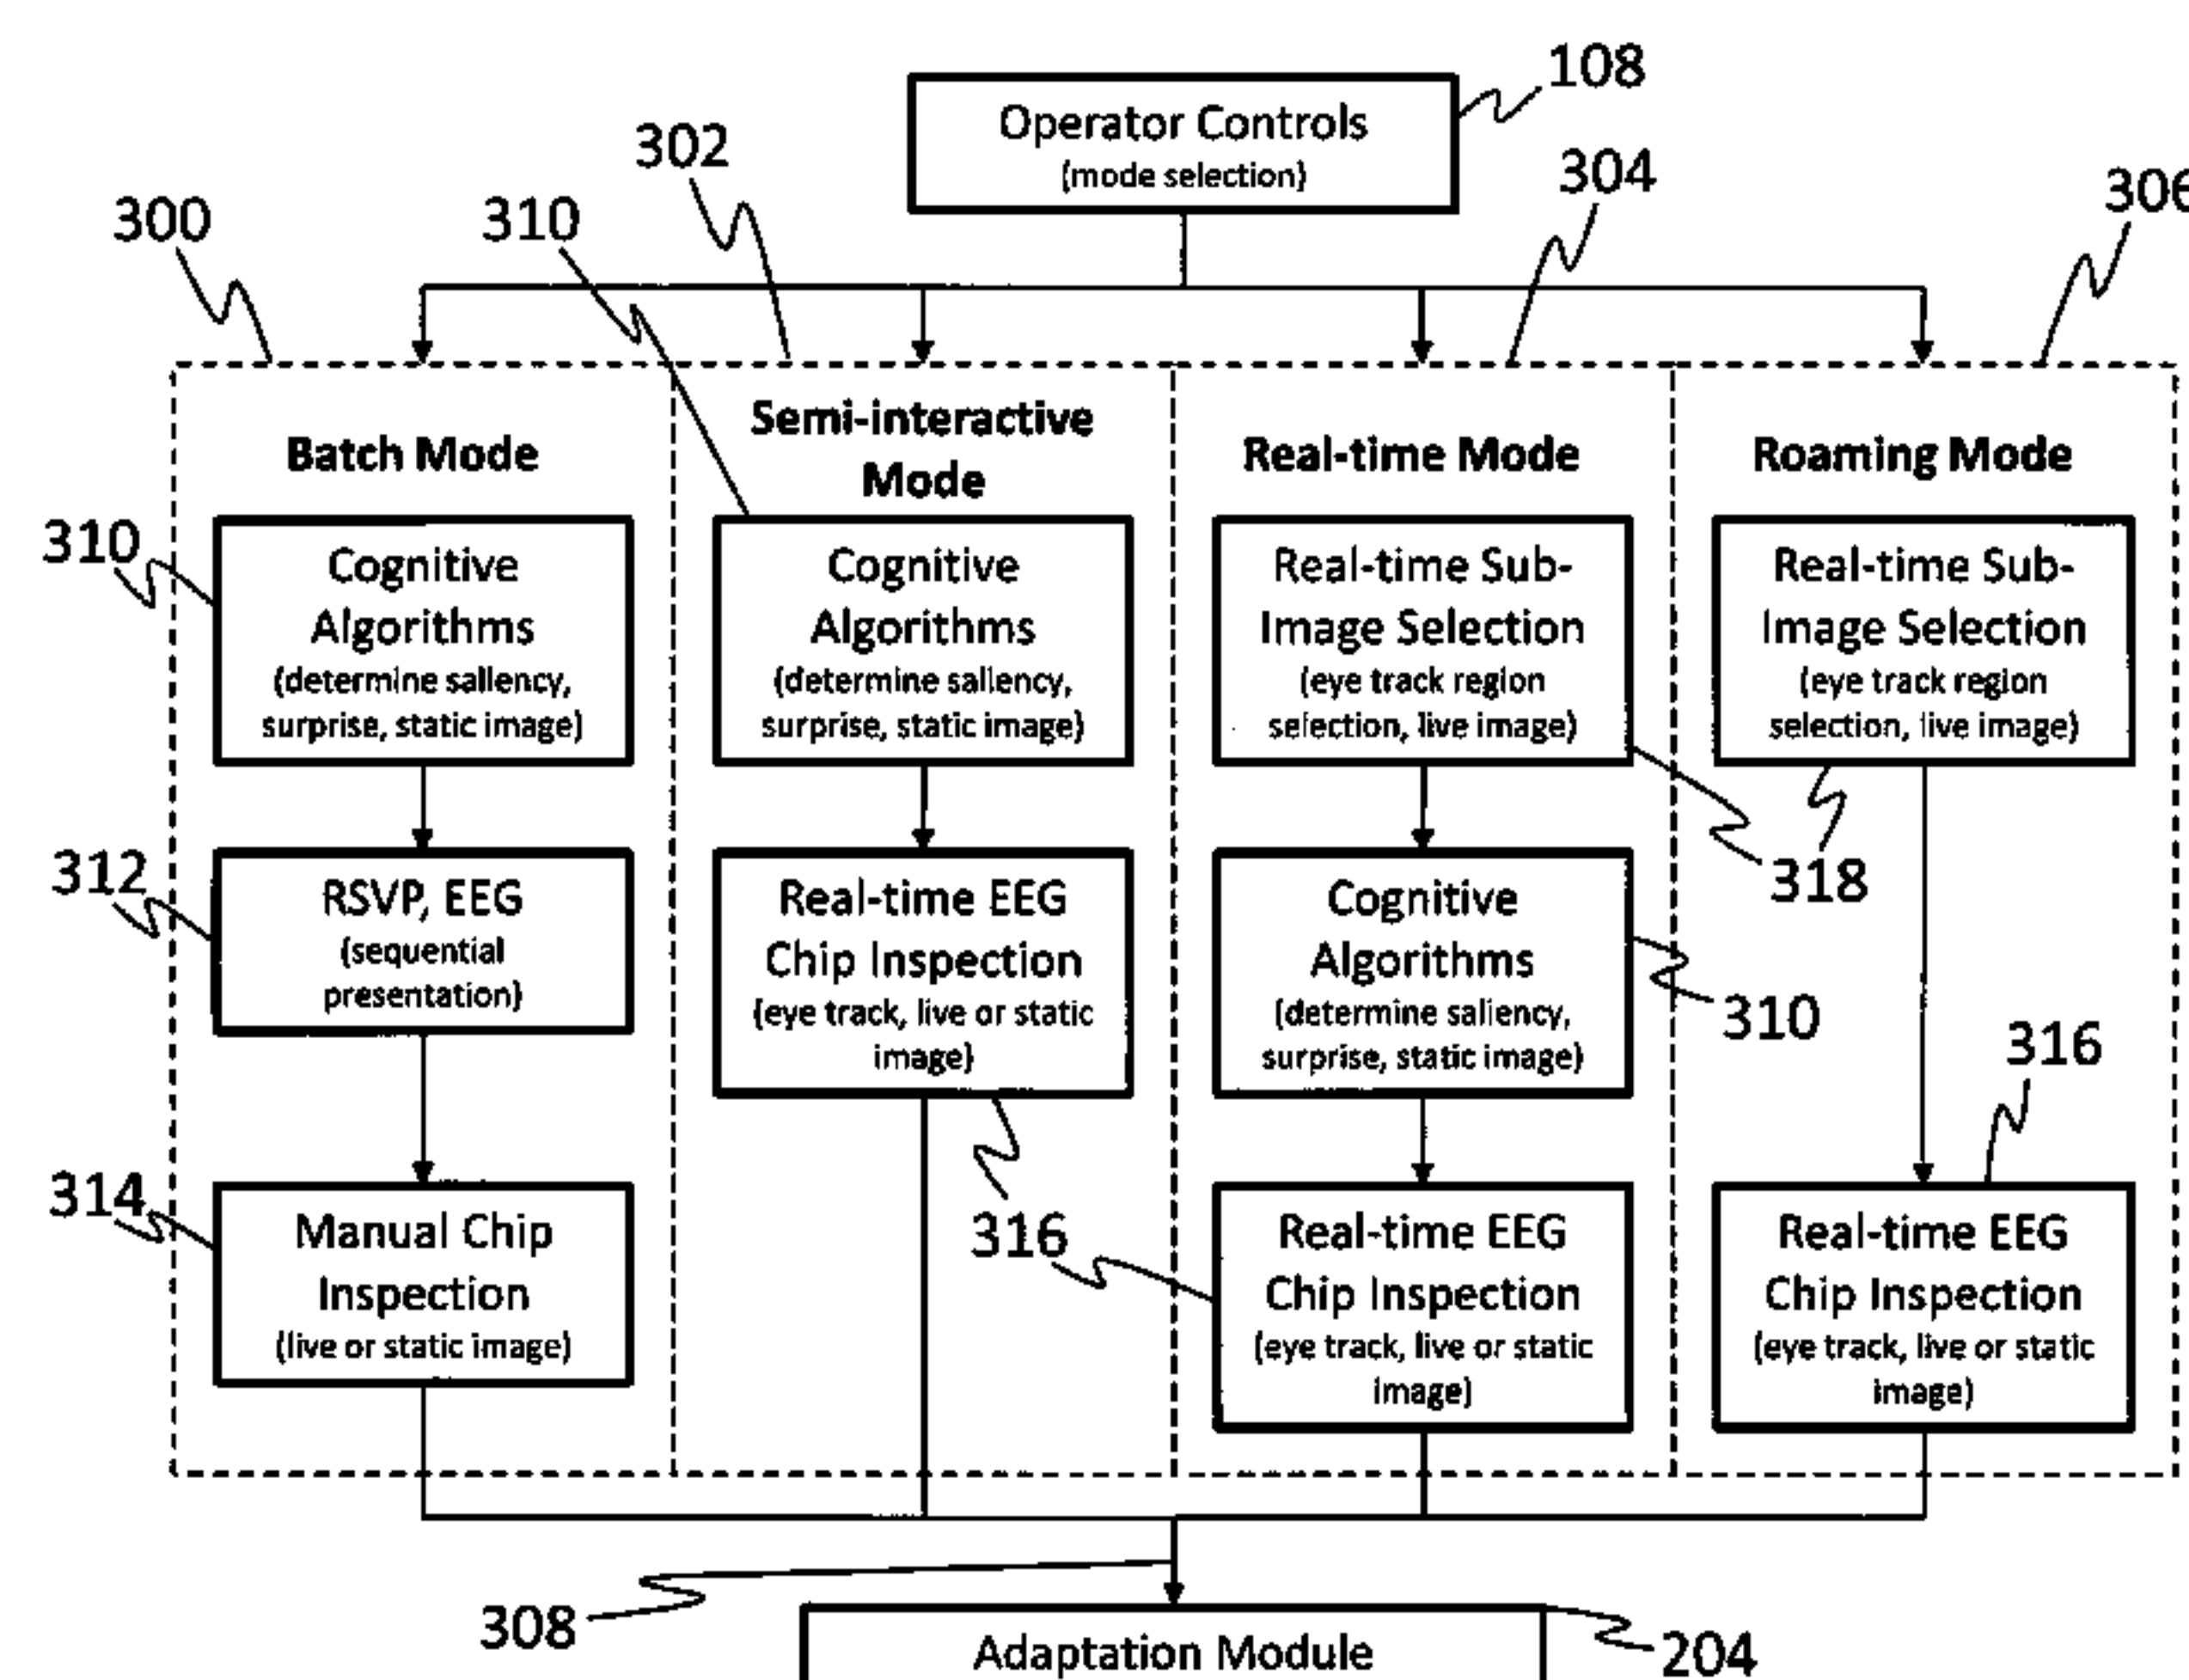 108
Operator Controls
(mode selection)
302
304
300
310
306
Batch Mode
310
Cognitive
Algorithms
(determine saliency,
surprise, static image)
312
RSVP, EEG
(sequential
presentation)
314
Manual Chip
Inspection
(live or static image)
Semi-interactive
Mode
Cognitive
Algorithms
(determine saliency,
surprise, static image)
Real-time EEG
Chip Inspection
(eye track, live or static
image)
316
Real-time Mode
Real-time Sub-
Image Selection
(eye track region
selection, live image)
318
Cognitive
Algorithms
(determine saliency,
surprise, static image)
310
Real-time EEG
Chip Inspection
(eye track, live or static
image)
Roaming Mode
Real-time Sub-
Image Selection
(eye track region
selection, live image)
316
Real-time EEG
Chip Inspection
(eye track, live or static
image)
308
Adaptation Module
204